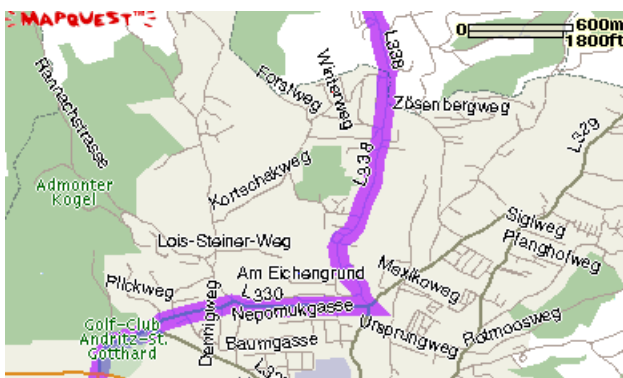 MAPQUEST
0 600m
1800ft
L338
Rannachstrasse
Forstweg
Winterweg
Zösenbergweg
L329
L338
Kortschakweg
Admonter
Kogel
Siglweg
Pfanghofweg
Lois-Steiner-Weg
Am Eichengrund
Mexikoweg
Plickweg
L330
Nepomukgasse
Golf-Club
Andritz-St.
Gotthard
Dennigweg
Baumgasse
Ursprungweg
Rotmoosweg